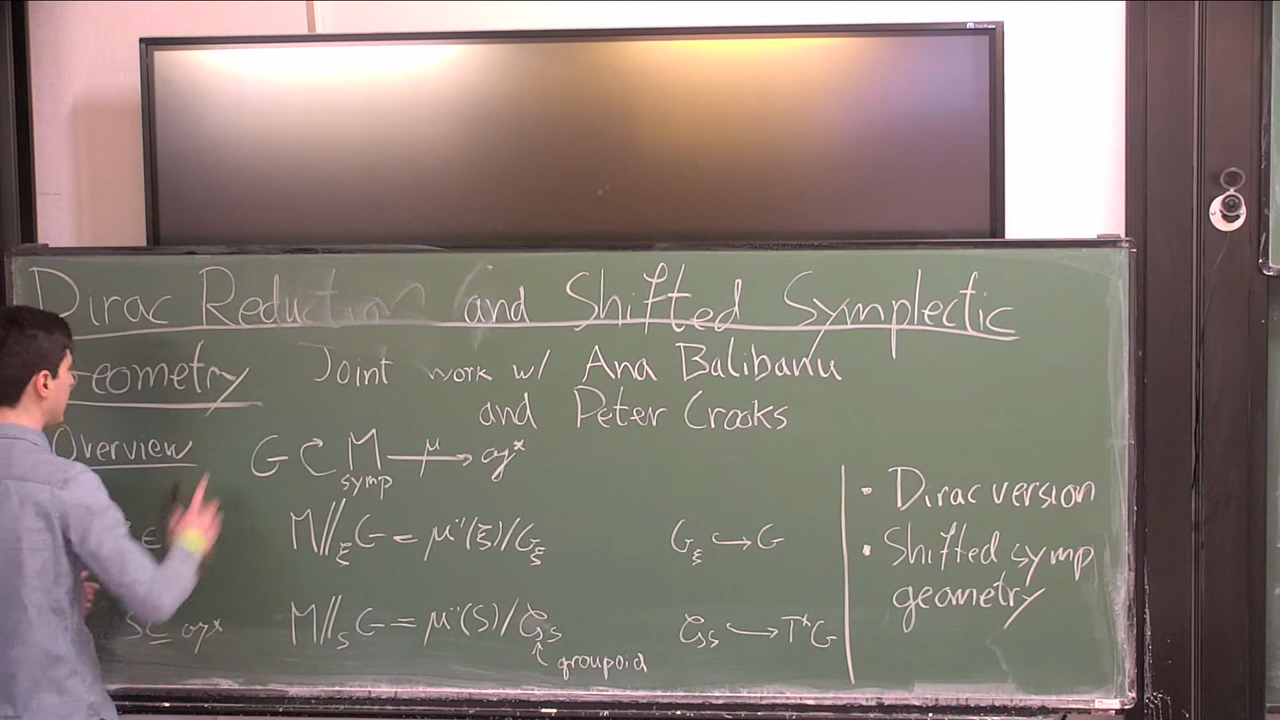 Dirac Reduction and Shifted Symplectic
eometry Joint work w/ Ana Balibanu
and Peter Crooks
Overview G ⊂ M —μ→ 𝔤*
symp
∈ M//_ξ G = μ⁻¹(ξ)/G_ξ G_ξ ↪ G
S ⊆ 𝔤* M//_S G = μ⁻¹(S)/𝒢_S 𝒢_S ↪ T*G
↑ groupoid
• Dirac version
• Shifted symp
geometry